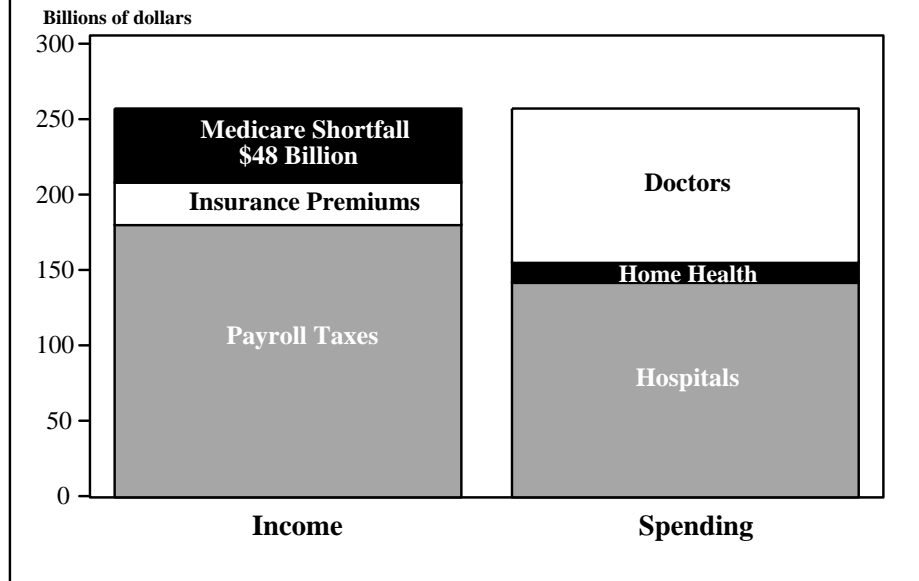 Billions of dollars
300
250
200
150
100
50
0
Medicare Shortfall
$48 Billion
Insurance Premiums
Payroll Taxes
Doctors
Home Health
Hospitals
Income
Spending